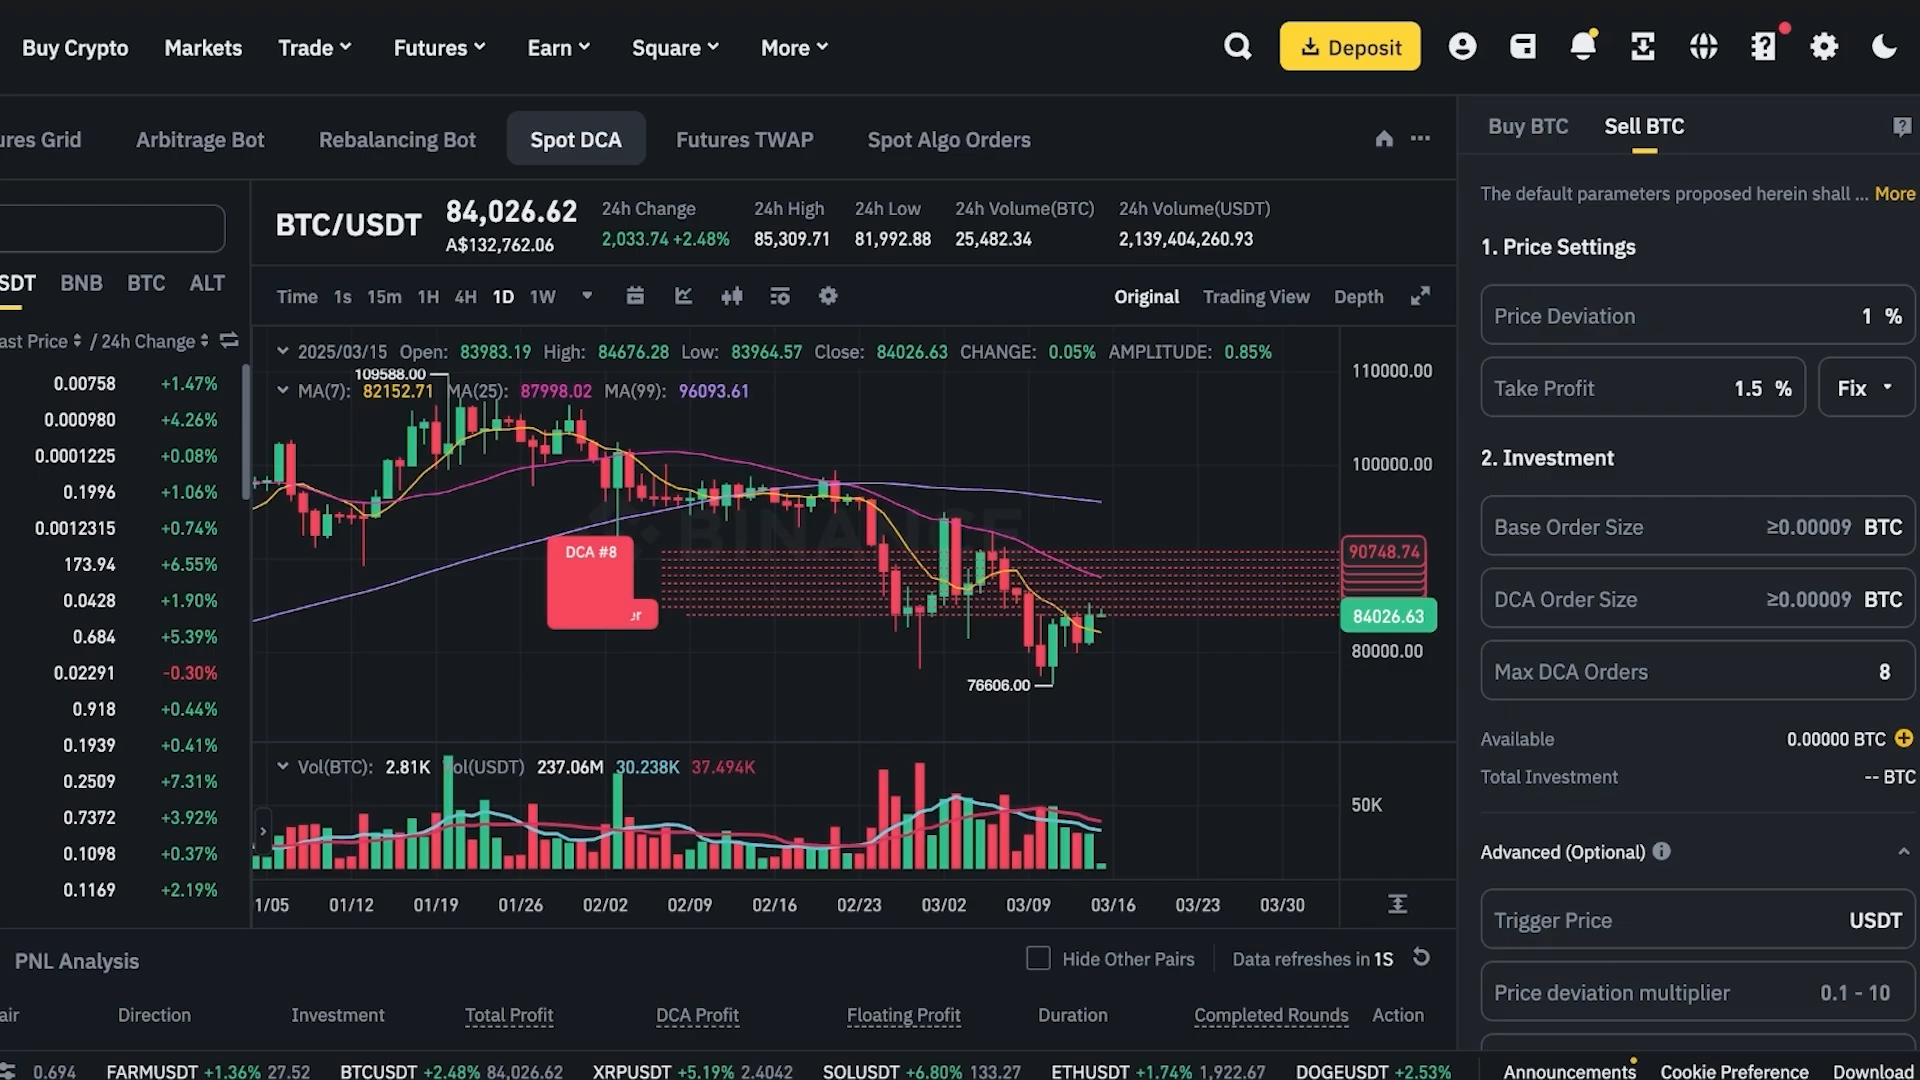 Buy Crypto Markets Trade Futures Earn Square More Deposit
ures Grid Arbitrage Bot Rebalancing Bot Spot DCA Futures TWAP Spot Algo Orders
Buy BTC Sell BTC
The default parameters proposed herein shall ... More
BTC/USDT 84,026.62 A$132,762.06
24h Change 24h High 24h Low 24h Volume(BTC) 24h Volume(USDT)
2,033.74 +2.48% 85,309.71 81,992.88 25,482.34 2,139,404,260.93
SDT BNB BTC ALT
ast Price / 24h Change
0.00758 +1.47%
0.000980 +4.26%
0.0001225 +0.08%
0.1996 +1.06%
0.0012315 +0.74%
173.94 +6.55%
0.0428 +1.90%
0.684 +5.39%
0.02291 -0.30%
0.918 +0.44%
0.1939 +0.41%
0.2509 +7.31%
0.7372 +3.92%
0.1098 +0.37%
0.1169 +2.19%
Time 1s 15m 1H 4H 1D 1W Original Trading View Depth
2025/03/15 Open: 83983.19 High: 84676.28 Low: 83964.57 Close: 84026.63 CHANGE: 0.05% AMPLITUDE: 0.85%
109588.00
MA(7): 82152.71 MA(25): 87998.02 MA(99): 96093.61
BINANCE
DCA #8
er
76606.00
110000.00
100000.00
90748.74
84026.63
80000.00
Vol(BTC): 2.81K Vol(USDT) 237.06M 30.238K 37.494K
50K
1/05 01/12 01/19 01/26 02/02 02/09 02/16 02/23 03/02 03/09 03/16 03/23 03/30
1. Price Settings
Price Deviation 1 %
Take Profit 1.5 % Fix
2. Investment
Base Order Size ≥0.00009 BTC
DCA Order Size ≥0.00009 BTC
Max DCA Orders 8
Available 0.00000 BTC
Total Investment -- BTC
Advanced (Optional)
Trigger Price USDT
Price deviation multiplier 0.1 - 10
PNL Analysis Hide Other Pairs Data refreshes in 1S
air Direction Investment Total Profit DCA Profit Floating Profit Duration Completed Rounds Action
0.694 FARMUSDT +1.36% 27.52 BTCUSDT +2.48% 84,026.62 XRPUSDT +5.19% 2.4042 SOLUSDT +6.80% 133.27 ETHUSDT +1.74% 1,922.67 DOGEUSDT +2.53% Announcements Cookie Preference Download